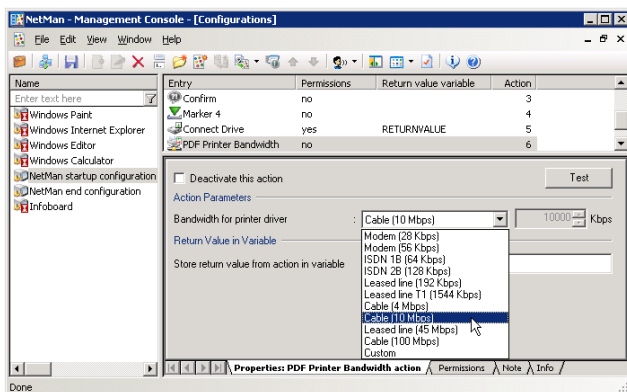 NetMan - Management Console - [Configurations]
File Edit View Window Help
Name
Enter text here
Windows Paint
Windows Internet Explorer
Windows Editor
Windows Calculator
NetMan startup configuration
NetMan end configuration
Infoboard
Entry Permissions Return value variable Action
Confirm no 3
Marker 4 no 4
Connect Drive yes RETURNVALUE 5
PDF Printer Bandwidth no 6
Deactivate this action Test
Action Parameters
Bandwidth for printer driver : Cable (10 Mbps) 10000 Kbps
Return Value in Variable
Store return value from action in variable
Modem (28 Kbps)
Modem (56 Kbps)
ISDN 1B (64 Kbps)
ISDN 2B (128 Kbps)
Leased line (192 Kbps)
Leased line T1 (1544 Kbps)
Cable (4 Mbps)
Cable (10 Mbps)
Leased line (45 Mbps)
Cable (100 Mbps)
Custom
Properties: PDF Printer Bandwidth action Permissions Note Info
Done